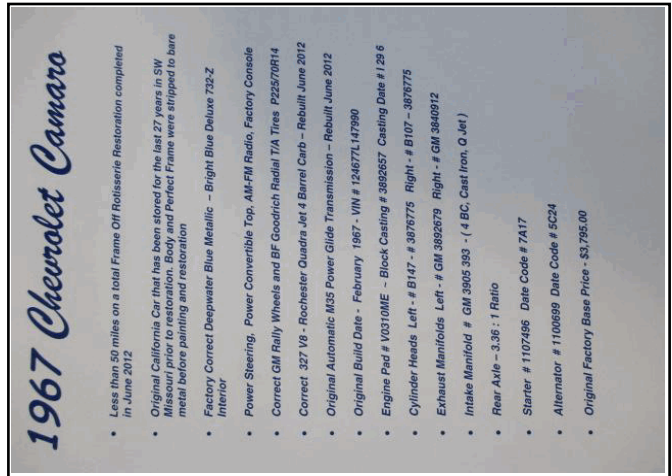 1967 Chevrolet Camaro
• Less than 50 miles on a total Frame Off Rotisserie Restoration completed
in June 2012
• Original California Car that has been stored for the last 27 years in SW
Missouri prior to restoration. Body and Perfect Frame were stripped to bare
metal before painting and restoration
• Factory Correct Deepwater Blue Metallic – Bright Blue Deluxe 732-Z
Interior
• Power Steering, Power Convertible Top, AM-FM Radio, Factory Console
• Correct GM Rally Wheels and BF Goodrich Radial T/A Tires P225/70R14
• Correct 327 V8 - Rochester Quadra Jet 4 Barrel Carb – Rebuilt June 2012
• Original Automatic M35 Power Glide Transmission – Rebuilt June 2012
• Original Build Date - February 1967 - VIN # 124677L147990
• Engine Pad # V0310ME – Block Casting # 3892657 Casting Date # I 29 6
• Cylinder Heads Left - # B147 - # 3876775 Right - # B107 – 3876775
• Exhaust Manifolds Left - # GM 3892679 Right - # GM 3840912
• Intake Manifold # GM 3905 393 - ( 4 BC, Cast Iron, Q Jet )
• Rear Axle – 3.36 : 1 Ratio
• Starter # 1107496 Date Code # 7A17
• Alternator # 1100699 Date Code # 5C24
• Original Factory Base Price - $3,795.00